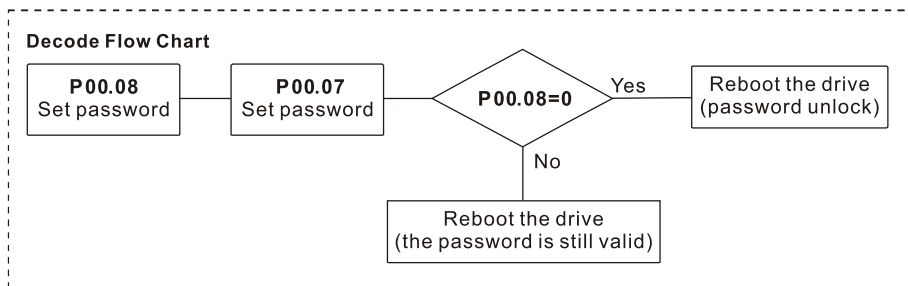 Decode Flow Chart
P00.08
Set password
P00.07
Set password
P00.08=0
Yes
Reboot the drive
(password unlock)
No
Reboot the drive
(the password is still valid)